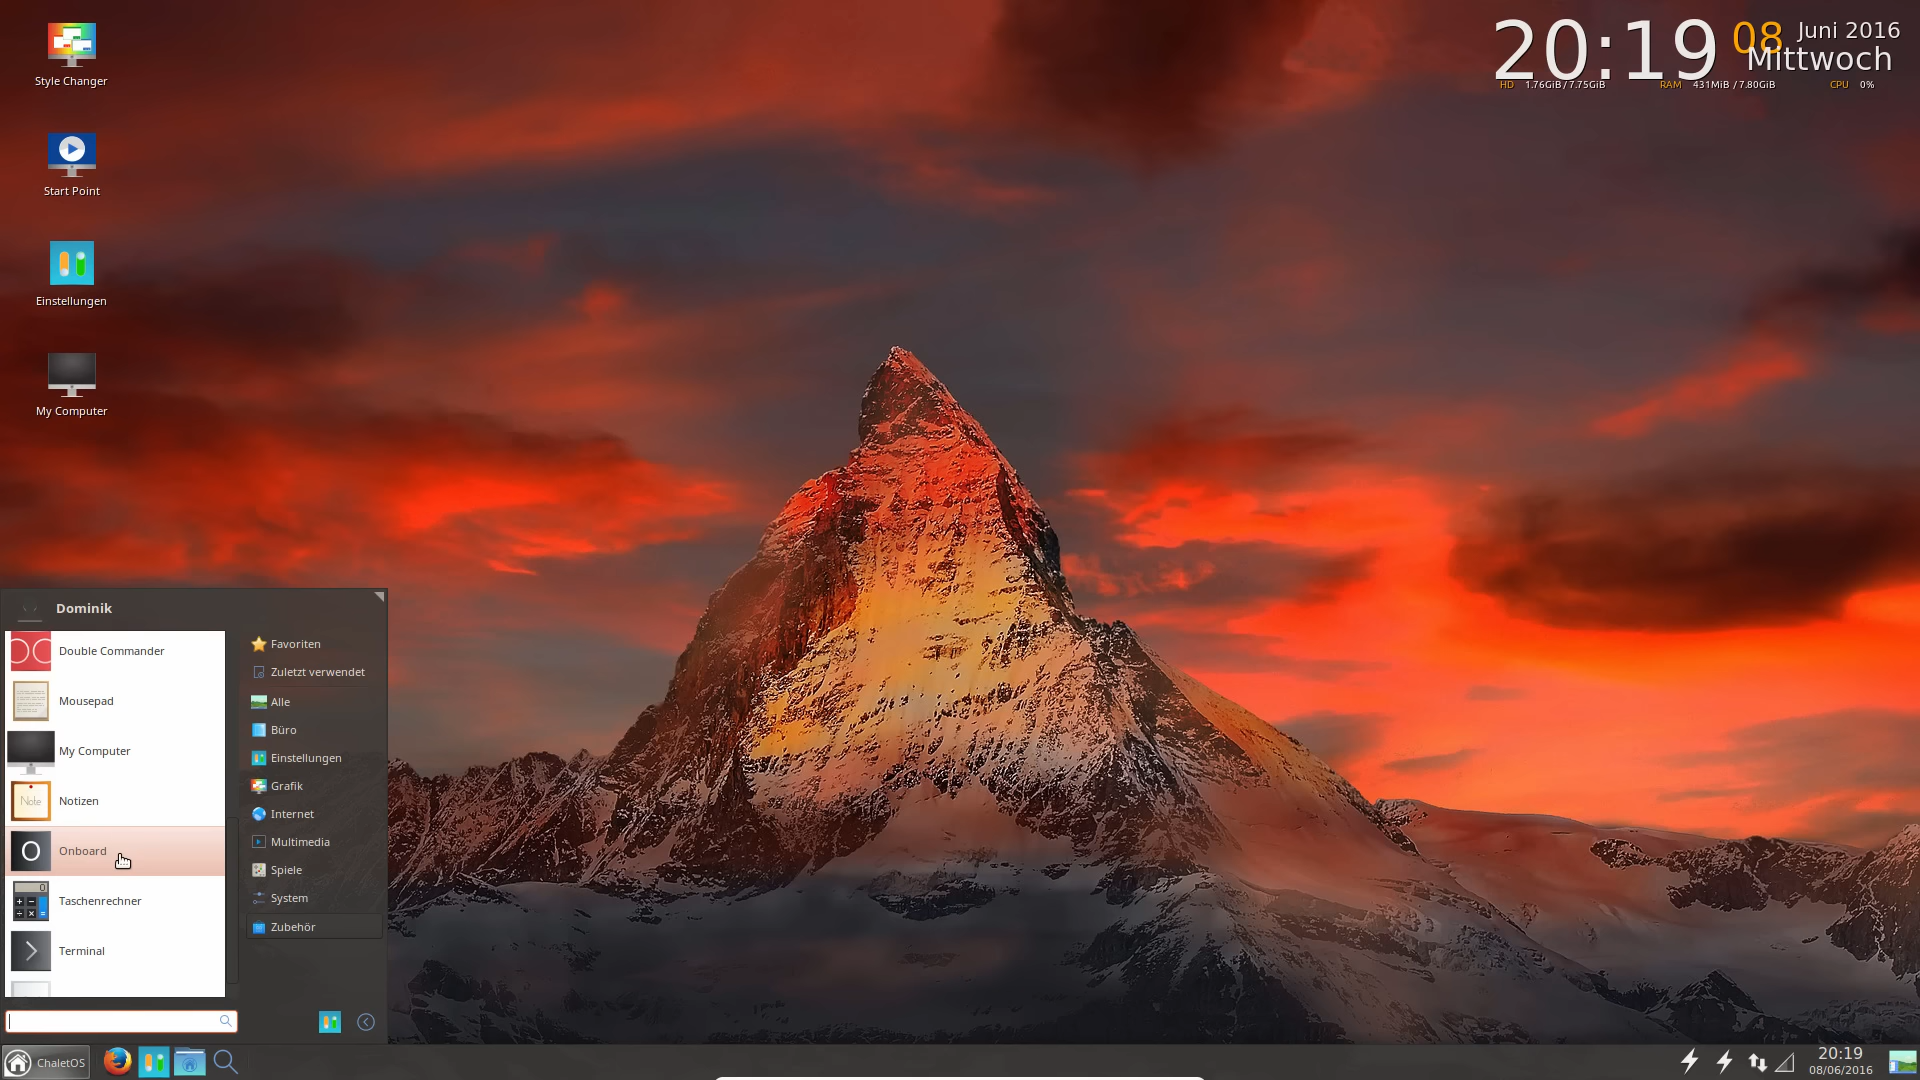 Style Changer
Start Point
Einstellungen
My Computer
20:19
08
Juni 2016
Mittwoch
HD 1.76GiB / 7.75GiB RAM 431MiB / 7.80GiB CPU 0%
Dominik
Double Commander
Mousepad
My Computer
Note
Notizen
O
Onboard
0
Taschenrechner
Terminal
Favoriten
Zuletzt verwendet
Alle
Büro
Einstellungen
Grafik
Internet
Multimedia
Spiele
System
Zubehör
ChaletOS
20:19
08/06/2016